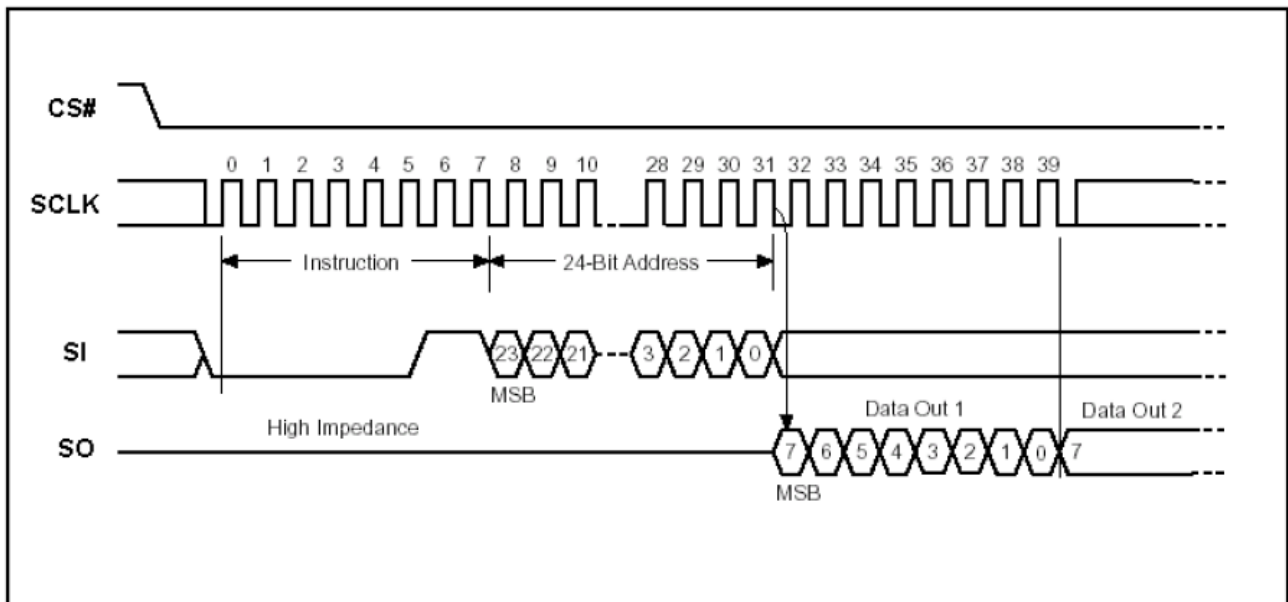 CS#
0 1 2 3 4 5 6 7 8 9 10 28 29 30 31 32 33 34 35 36 37 38 39
SCLK
Instruction 24-Bit Address
SI 23 22 21 3 2 1 0
MSB
High Impedance Data Out 1 Data Out 2
SO 7 6 5 4 3 2 1 0 7
MSB